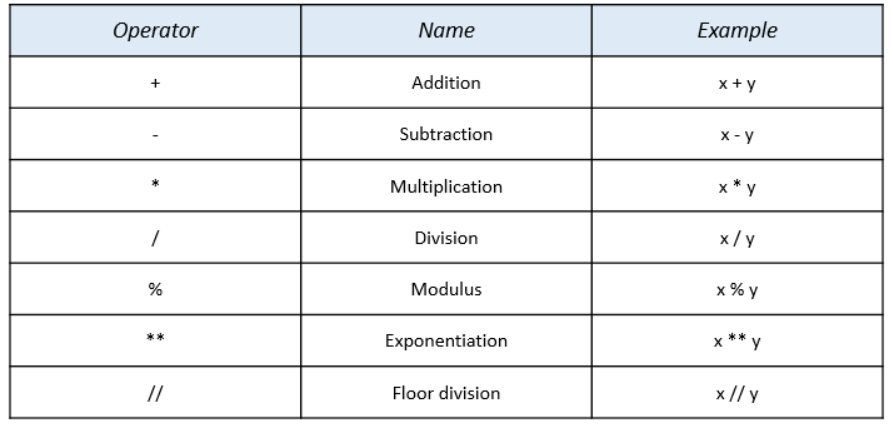 Operator Name Example
+ Addition x + y
- Subtraction x - y
* Multiplication x * y
/ Division x / y
% Modulus x % y
** Exponentiation x ** y
// Floor division x // y